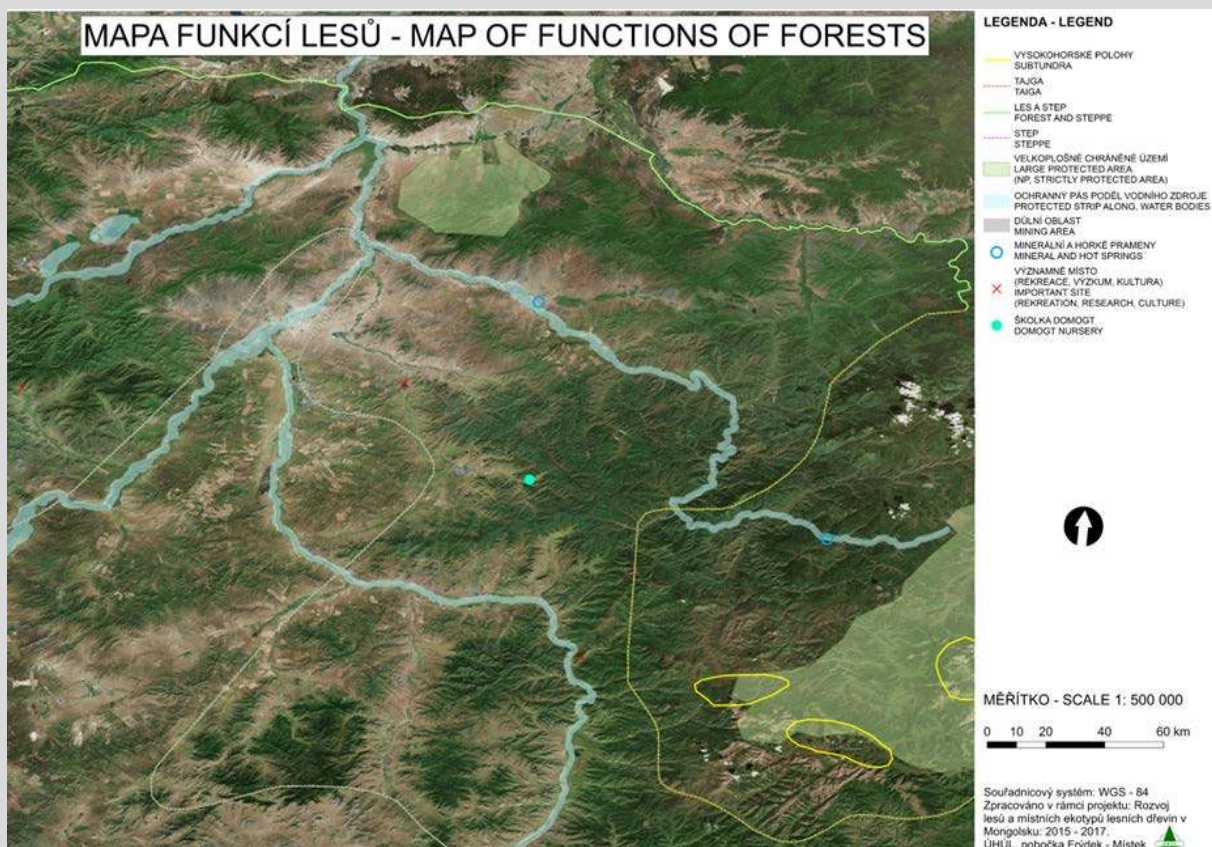 MAPA FUNKCÍ LESŮ - MAP OF FUNCTIONS OF FORESTS
LEGENDA - LEGEND
VYSOKOHORSKÉ POLOHY
SUBTUNDRA
TAJGA
TAIGA
LES A STEP
FOREST AND STEPPE
STEP
STEPPE
VELKOPLOŠNÉ CHRÁNĚNÉ ÚZEMÍ
LARGE PROTECTED AREA
(NP, STRICTLY PROTECTED AREA)
OCHRANNÝ PÁS PODÉL VODNÍHO ZDROJE
PROTECTED STRIP ALONG, WATER BODIES
DŮLNÍ OBLAST
MINING AREA
MINERÁLNÍ A HORKÉ PRAMENY
MINERAL AND HOT SPRINGS
VÝZNAMNÉ MÍSTO
(REKREACE, VÝZKUM, KULTURA)
IMPORTANT SITE
(REKREATION, RESEARCH, CULTURE)
ŠKOLKA DOMOGT
DOMOGT NURSERY
MĚŘÍTKO - SCALE 1: 500 000
0 10 20 40 60 km
Souřadnicový systém: WGS - 84
Zpracováno v rámci projektu: Rozvoj
lesů a místních ekotypů lesních dřevin v
Mongolsku: 2015 - 2017.
ÚHÚL, pobočka Frýdek - Místek